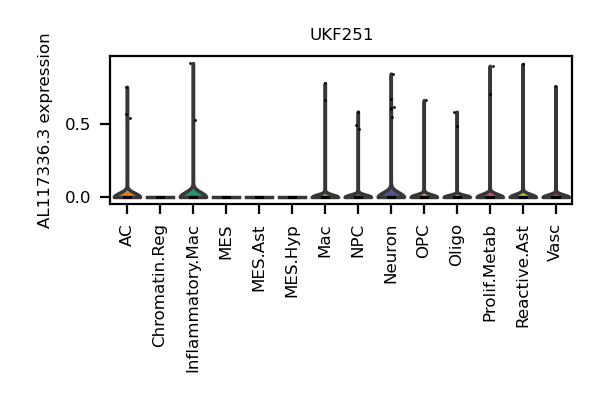 UKF251
AL117336.3 expression
0.5
0.0
AC
Chromatin.Reg
Inflammatory.Mac
MES
MES.Ast
MES.Hyp
Mac
NPC
Neuron
OPC
Oligo
Prolif.Metab
Reactive.Ast
Vasc